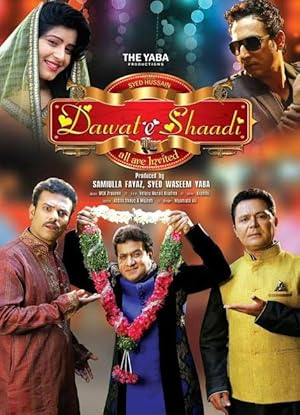 THE YABA
PRODUCTIONS
SYED HUSSAIN
Dawat e Shaadi
all are Invited
Produced by
SAMIULLA FAYAZ, SYED WASEEM YABA